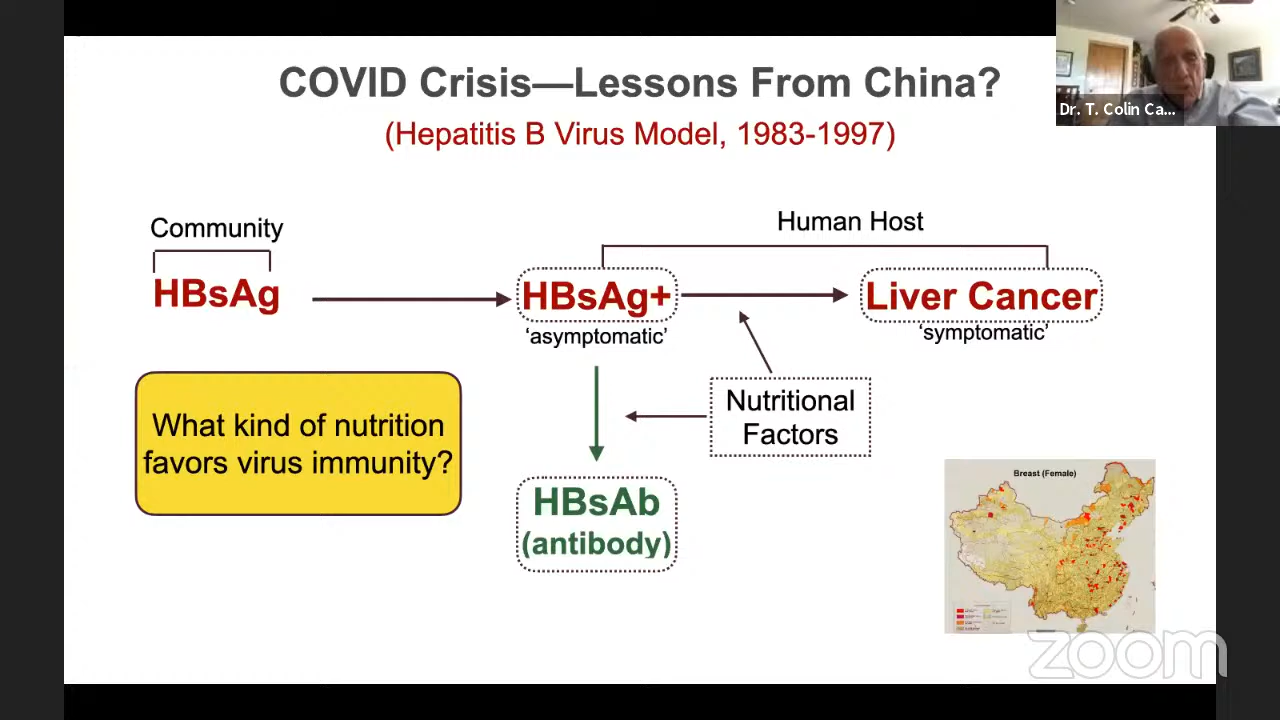 COVID Crisis—Lessons From China?
(Hepatitis B Virus Model, 1983-1997)
Dr. T. Colin Ca...
Community
Human Host
HBsAg
HBsAg+
Liver Cancer
‘asymptomatic’
‘symptomatic’
What kind of nutrition
favors virus immunity?
Nutritional
Factors
HBsAb
(antibody)
Breast (Female)
zoom